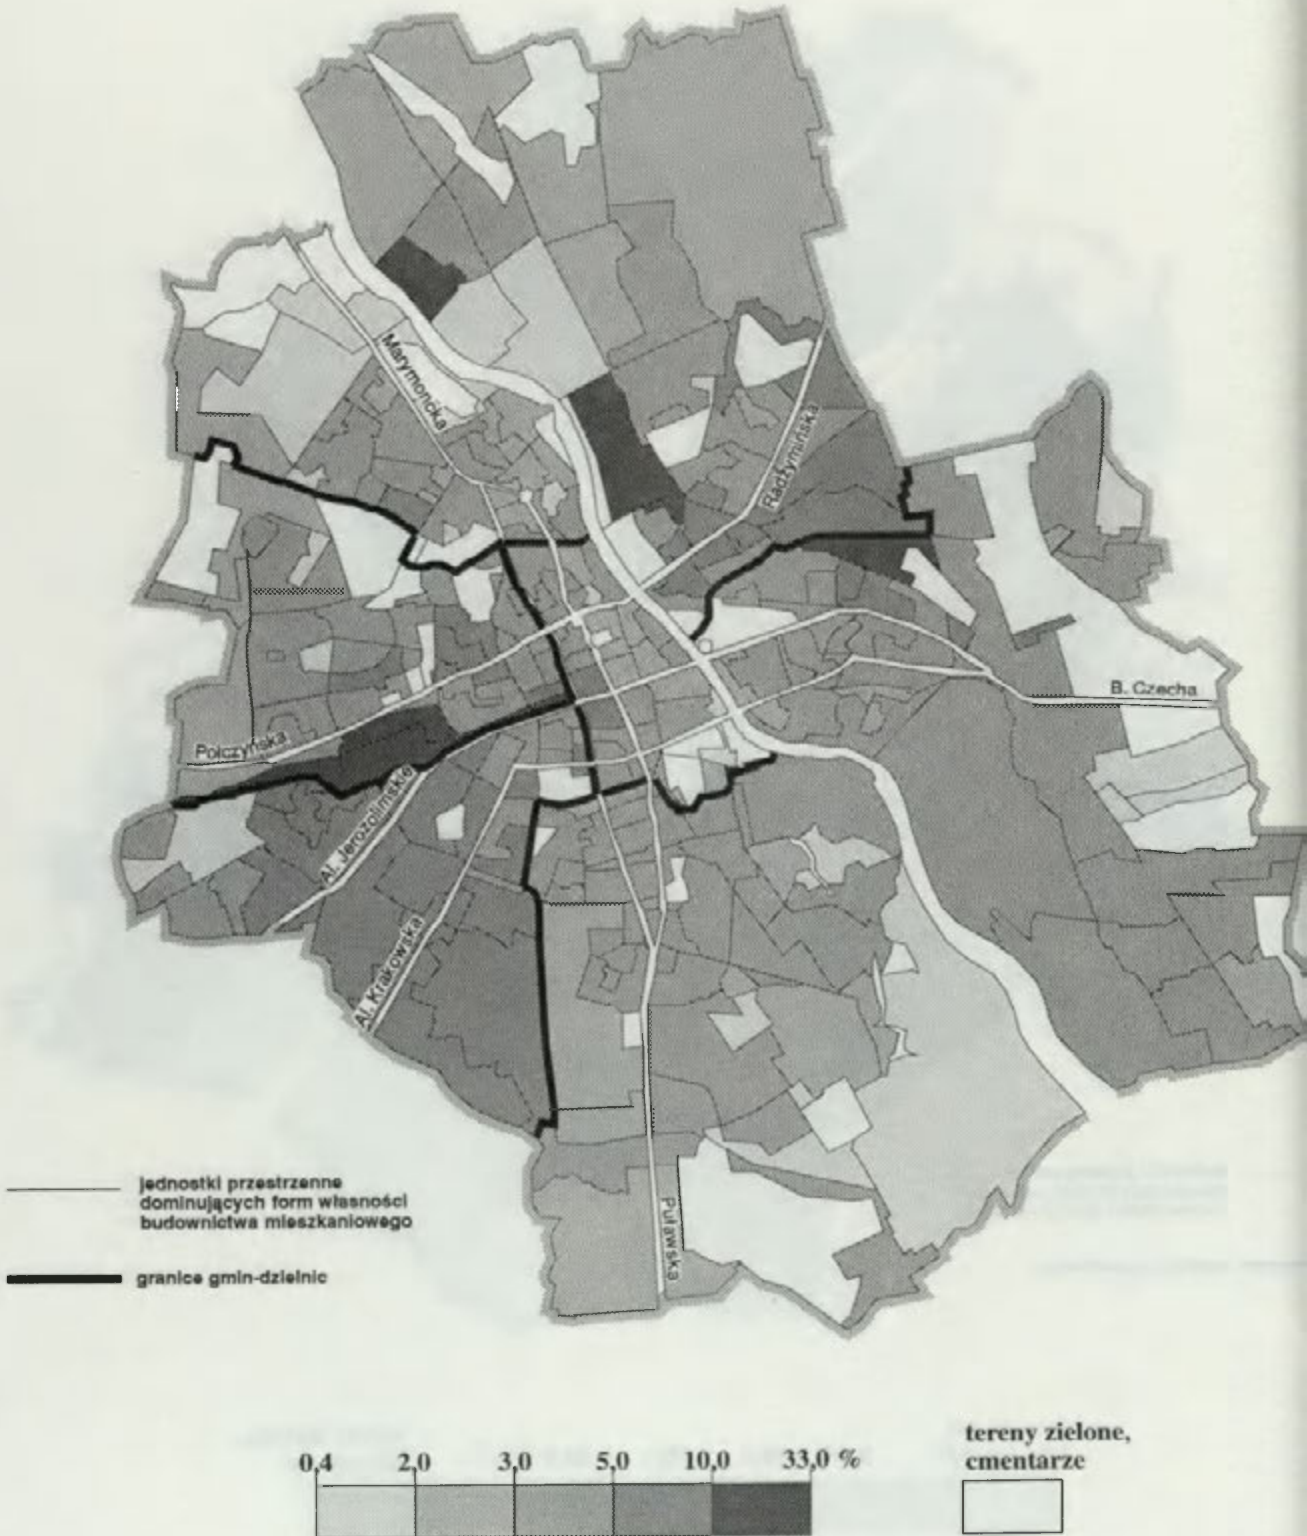 Marymoncka
Radzymińska
B. Czecha
Połczyńska
Al. Jerozolimskie
Al. Krakowska
Puławska
jednostki przestrzenne
dominujących form własności
budownictwa mieszkaniowego
granice gmin-dzielnic
0,4 2,0 3,0 5,0 10,0 33,0 %
tereny zielone,
cmentarze